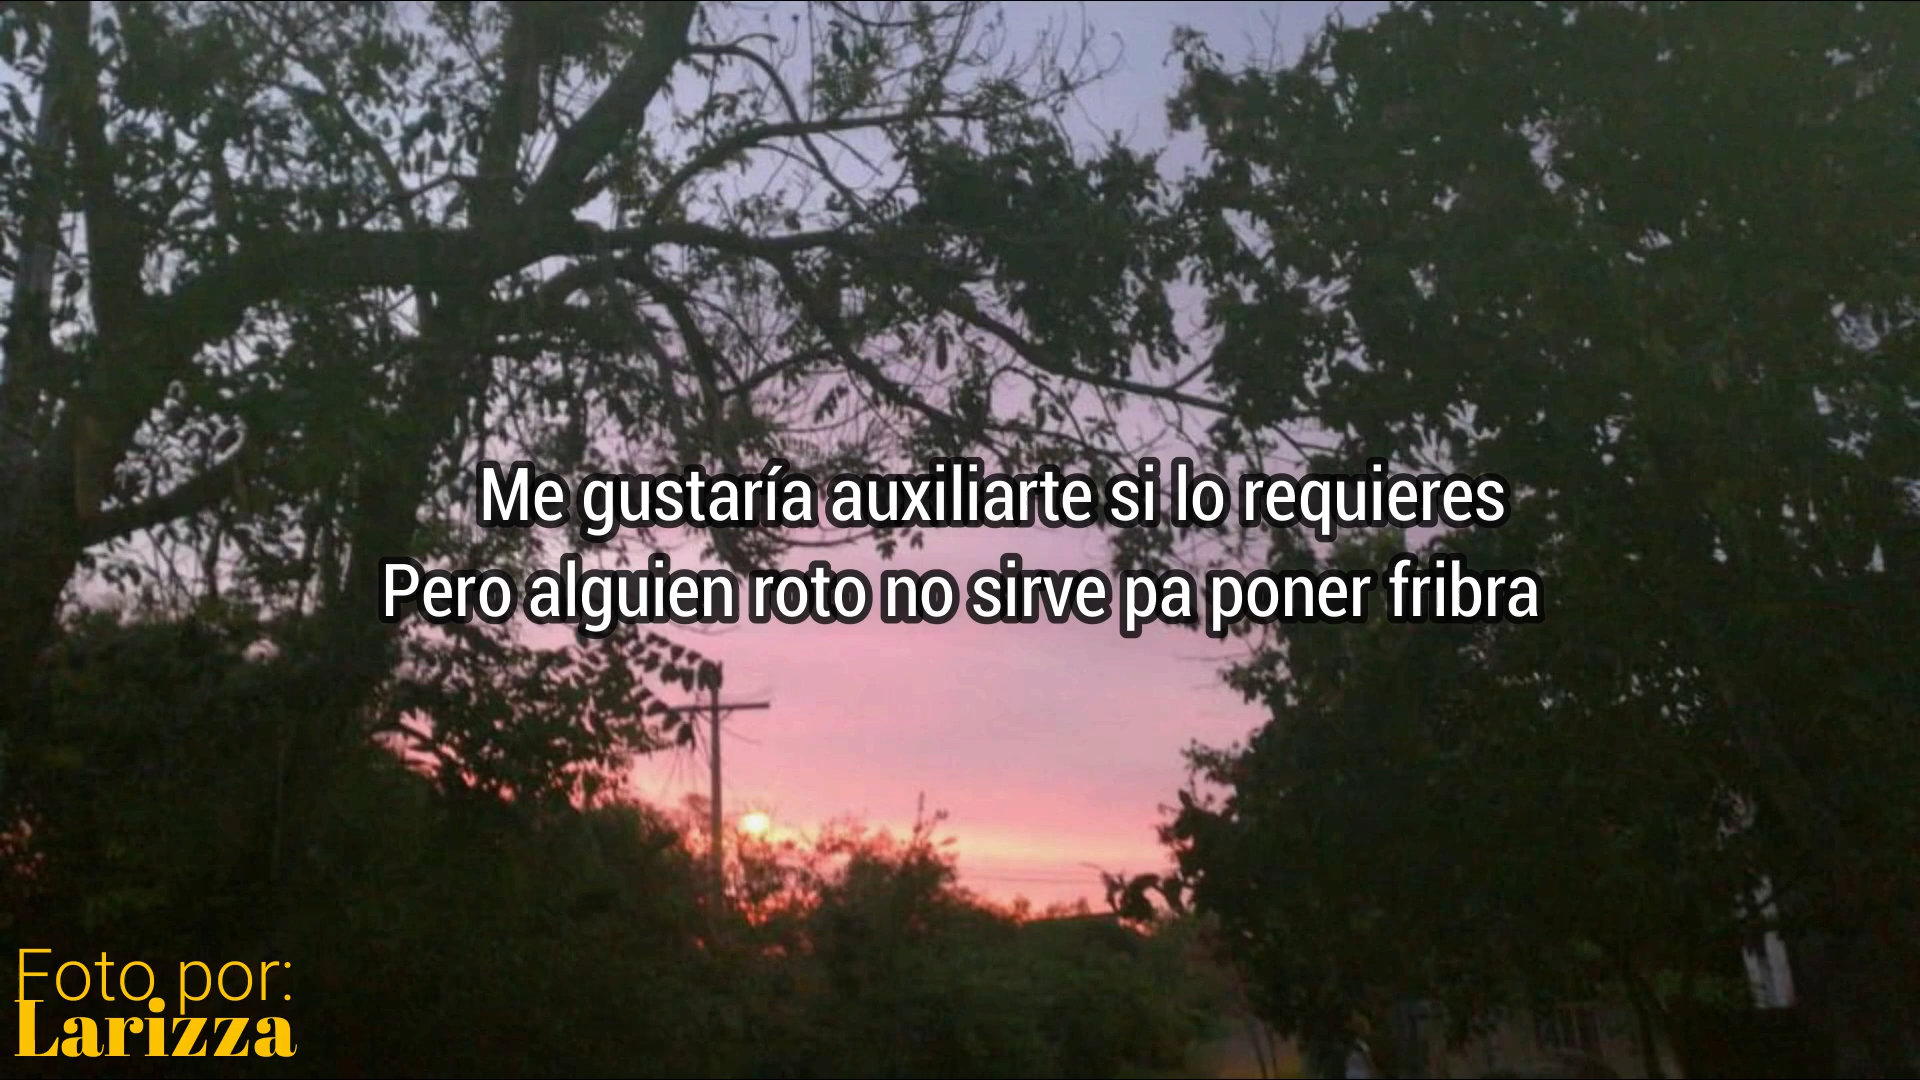 Me gustaría auxiliarte si lo requieres
Pero alguien roto no sirve pa poner fribra
Foto por:
Larizza